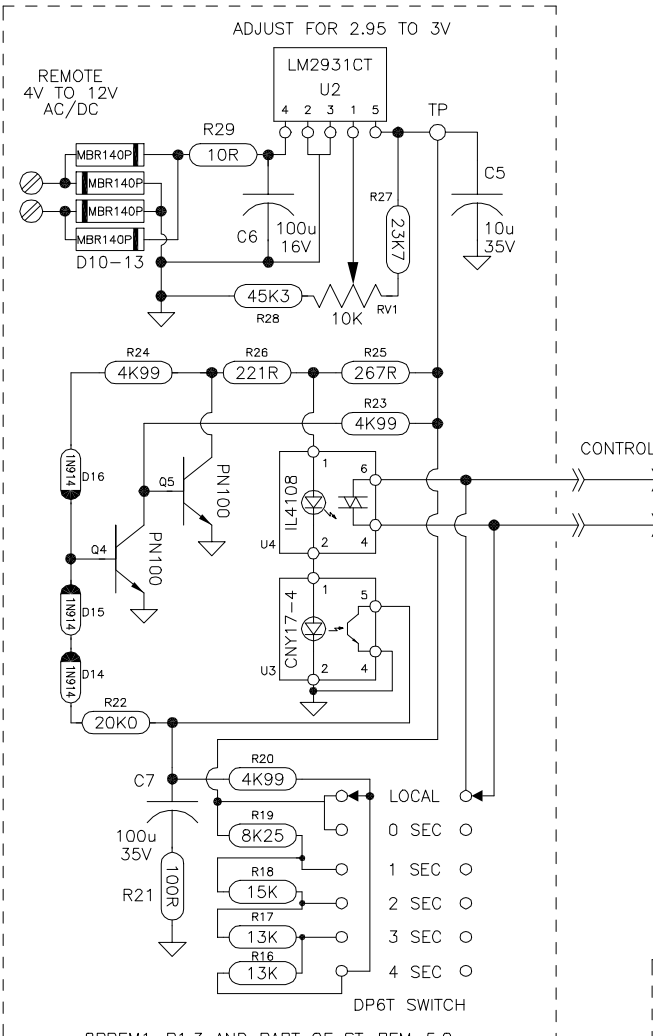 ADJUST FOR 2.95 TO 3V
REMOTE
4V TO 12V
AC/DC
LM2931CT
U2
4 2 3 1 5
TP
R29
10R
MBR140P
MBR140P
MBR140P
MBR140P
D10-13
C6
100u
16V
R27
23K7
C5
10u
35V
45K3
R28
10K
RV1
R24
4K99
R26
221R
R25
267R
R23
4K99
CONTROL
1N914
D16
Q5
PN100
Q4
PN100
1
6
IL4108
U4
2
4
1N914
D15
1
5
CNY17-4
U3
2
4
1N914
D14
R22
20K0
R20
4K99
C7
100u
35V
R21
100R
R19
8K25
R18
15K
R17
13K
R16
13K
LOCAL
0 SEC
1 SEC
2 SEC
3 SEC
4 SEC
DP6T SWITCH